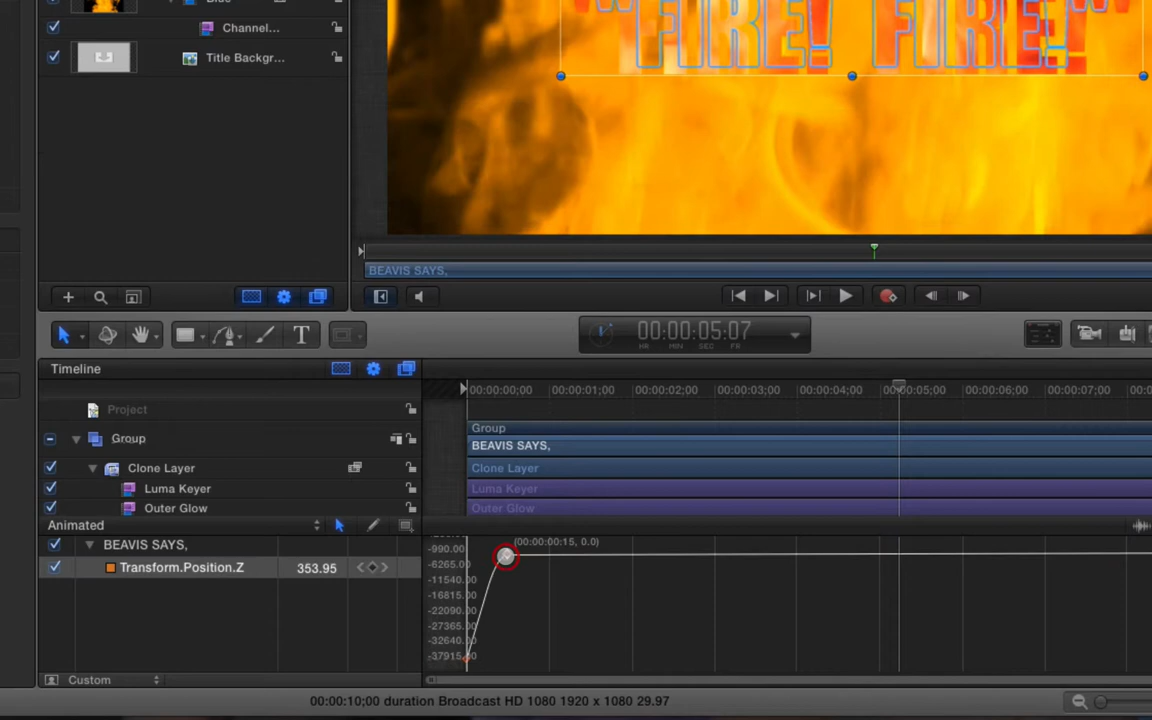 Blue
Channel...
Title Backgr...
"FIRE! FIRE!"
BEAVIS SAYS,
T
00:00:05:07
HR MIN SEC FR
Timeline
00:00:00;00 00:00:01;00 00:00:02;00 00:00:03;00 00:00:04;00 00:00:05;00 00:00:06;00 00:00:07;00
Project
Group
Group
BEAVIS SAYS,
Clone Layer
Clone Layer
Luma Keyer
Luma Keyer
Outer Glow
Outer Glow
Animated
BEAVIS SAYS,
Transform.Position.Z 353.95
(00:00:00:15, 0.0)
-990.00
-6265.00
-11540.00
-16815.00
-22090.00
-27365.00
-32640.00
-37915.00
Custom
00:00:10;00 duration Broadcast HD 1080 1920 x 1080 29.97